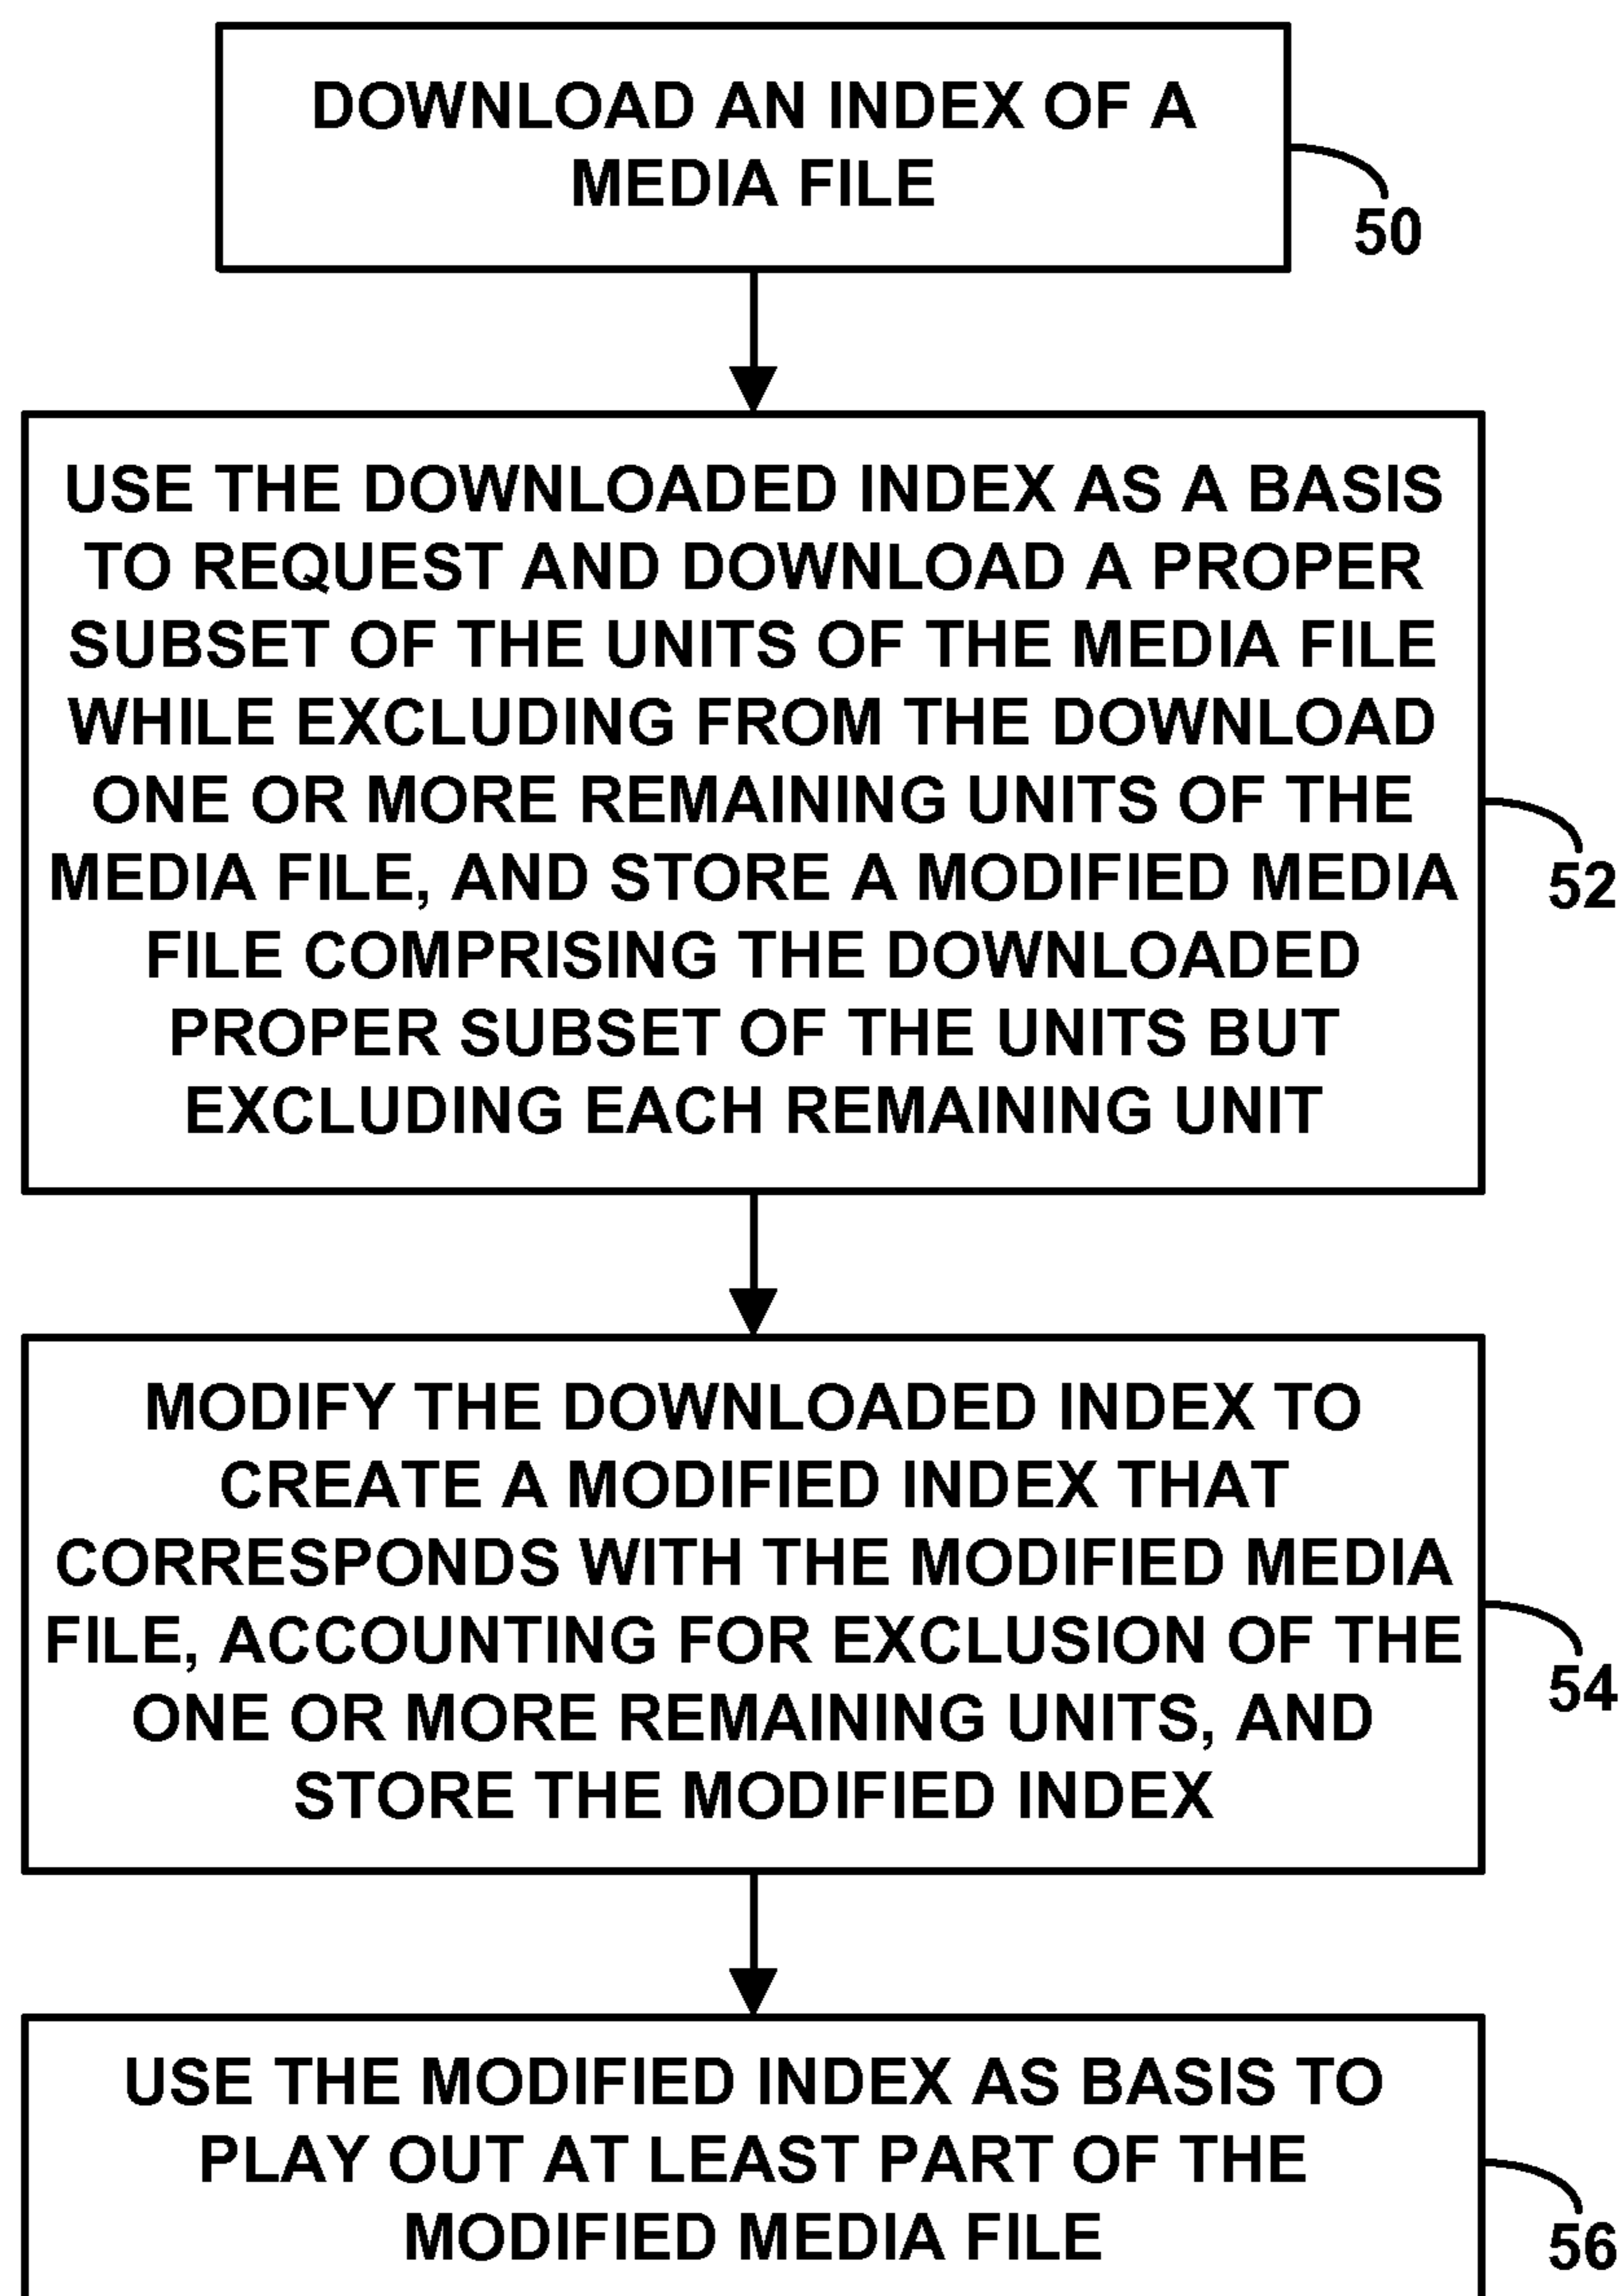 DOWNLOAD AN INDEX OF A
MEDIA FILE
50
USE THE DOWNLOADED INDEX AS A BASIS
TO REQUEST AND DOWNLOAD A PROPER
SUBSET OF THE UNITS OF THE MEDIA FILE
WHILE EXCLUDING FROM THE DOWNLOAD
ONE OR MORE REMAINING UNITS OF THE
MEDIA FILE, AND STORE A MODIFIED MEDIA
FILE COMPRISING THE DOWNLOADED
PROPER SUBSET OF THE UNITS BUT
EXCLUDING EACH REMAINING UNIT
52
MODIFY THE DOWNLOADED INDEX TO
CREATE A MODIFIED INDEX THAT
CORRESPONDS WITH THE MODIFIED MEDIA
FILE, ACCOUNTING FOR EXCLUSION OF THE
ONE OR MORE REMAINING UNITS, AND
STORE THE MODIFIED INDEX
54
USE THE MODIFIED INDEX AS BASIS TO
PLAY OUT AT LEAST PART OF THE
MODIFIED MEDIA FILE
56